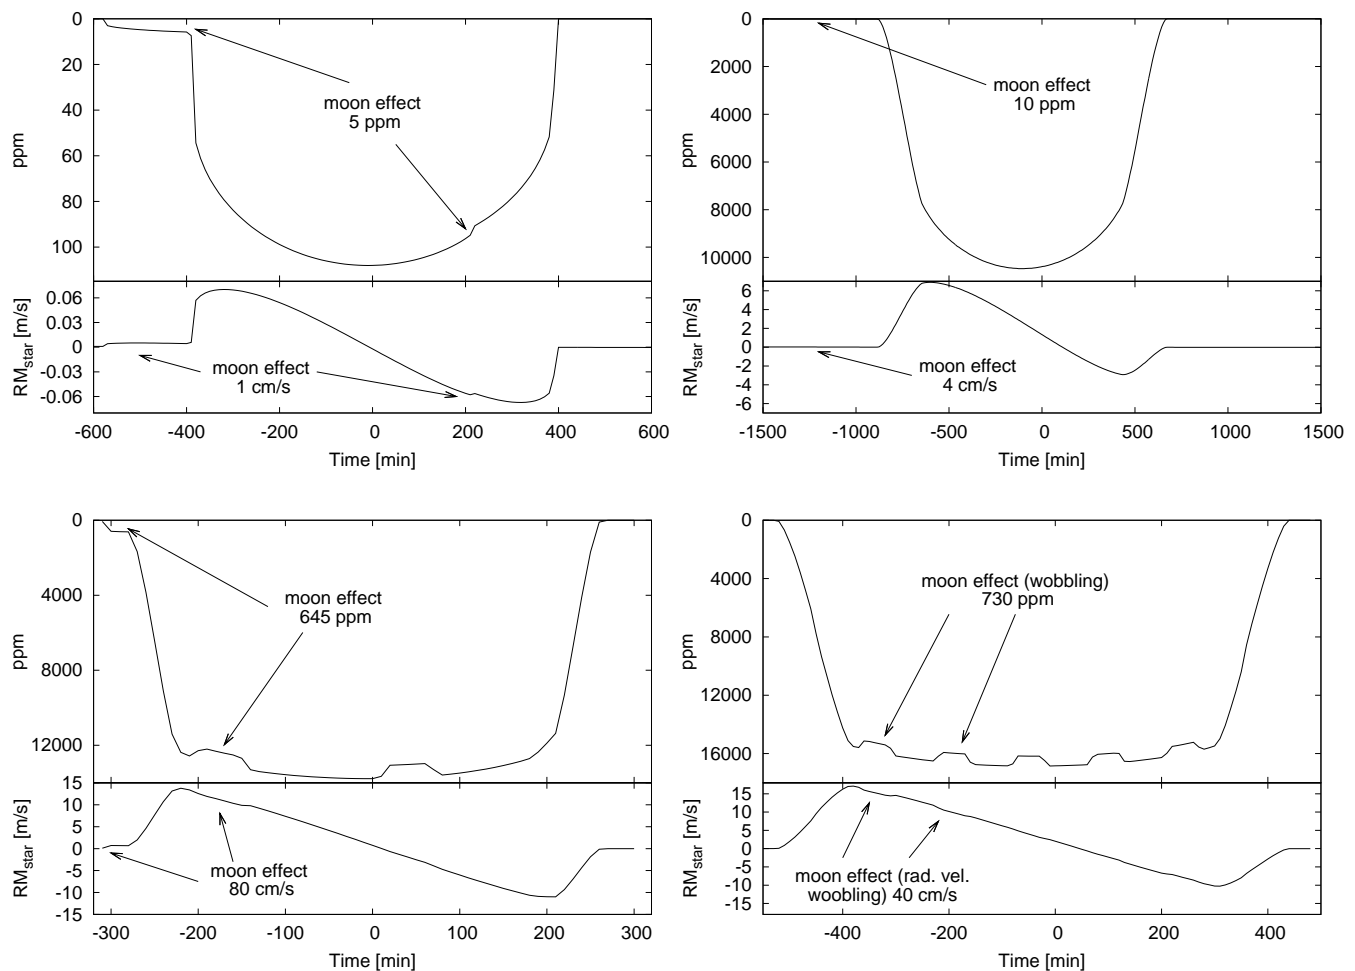 0
20
40
60
80
100
ppm
moon effect
5 ppm
0.06
0.03
0
-0.03
-0.06
RMstar [m/s]
moon effect
1 cm/s
-600 -400 -200 0 200 400 600
Time [min]
0
2000
4000
6000
8000
10000
ppm
moon effect
10 ppm
6
4
2
0
-2
-4
-6
RMstar [m/s]
moon effect
4 cm/s
-1500 -1000 -500 0 500 1000 1500
Time [min]
0
4000
8000
12000
ppm
moon effect
645 ppm
15
10
5
0
-5
-10
-15
RMstar [m/s]
moon effect
80 cm/s
-300 -200 -100 0 100 200 300
Time [min]
0
4000
8000
12000
16000
ppm
moon effect (wobbling)
730 ppm
15
10
5
0
-5
-10
-15
RMstar [m/s]
moon effect (rad. vel.
woobling) 40 cm/s
-400 -200 0 200 400
Time [min]